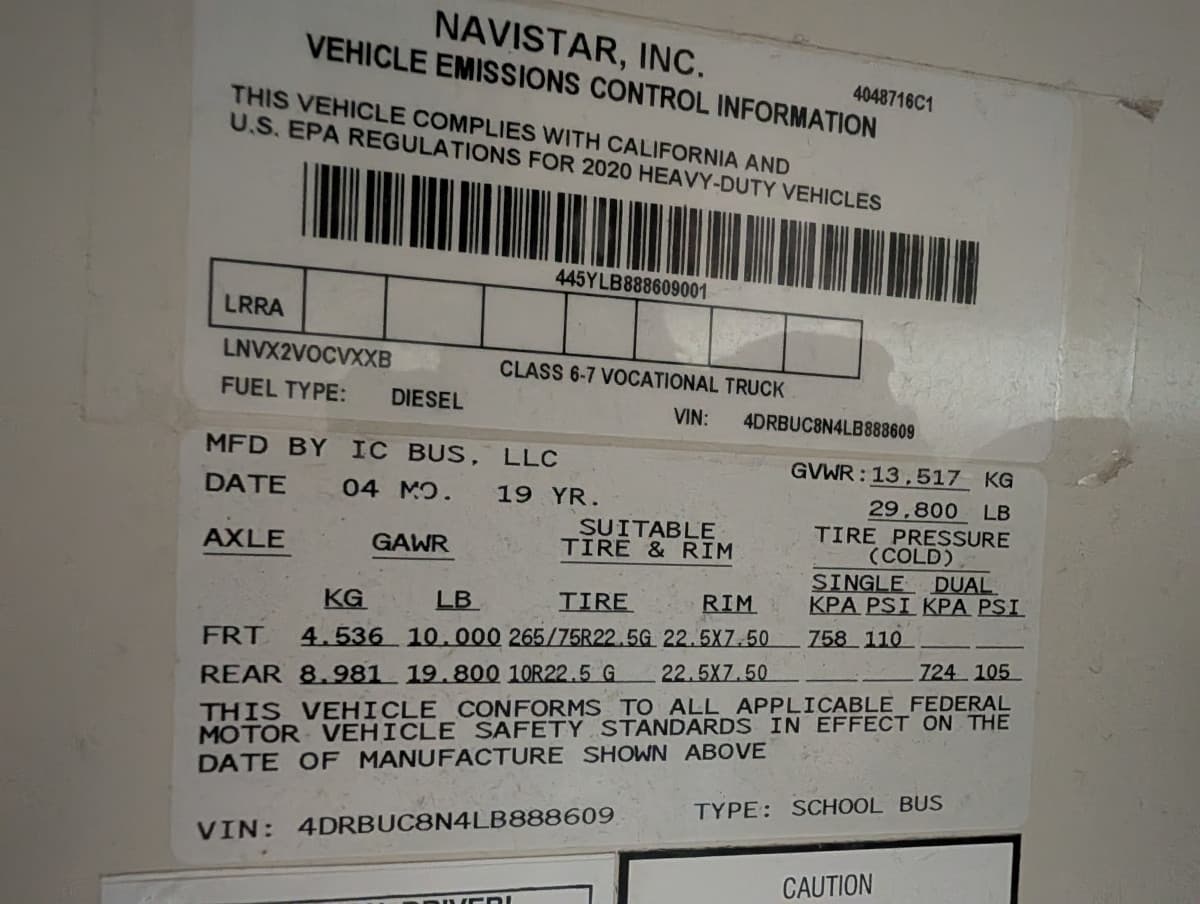 NAVISTAR, INC.
VEHICLE EMISSIONS CONTROL INFORMATION
4048716C1
THIS VEHICLE COMPLIES WITH CALIFORNIA AND
U.S. EPA REGULATIONS FOR 2020 HEAVY-DUTY VEHICLES
445YLB888609001
LRRA
LNVX2VOCVXXB
CLASS 6-7 VOCATIONAL TRUCK
FUEL TYPE: DIESEL
VIN: 4DRBUC8N4LB888609
MFD BY IC BUS, LLC
GVWR:13,517 KG
DATE 04 MO. 19 YR.
29,800 LB
AXLE GAWR SUITABLE TIRE PRESSURE
TIRE & RIM (COLD)
SINGLE DUAL
KG LB TIRE RIM KPA PSI KPA PSI
FRT 4.536 10.000 265/75R22.5G 22.5X7.50 758 110
REAR 8.981 19.800 10R22.5 G 22.5X7.50 724 105
THIS VEHICLE CONFORMS TO ALL APPLICABLE FEDERAL
MOTOR VEHICLE SAFETY STANDARDS IN EFFECT ON THE
DATE OF MANUFACTURE SHOWN ABOVE
VIN: 4DRBUC8N4LB888609 TYPE: SCHOOL BUS
CAUTION